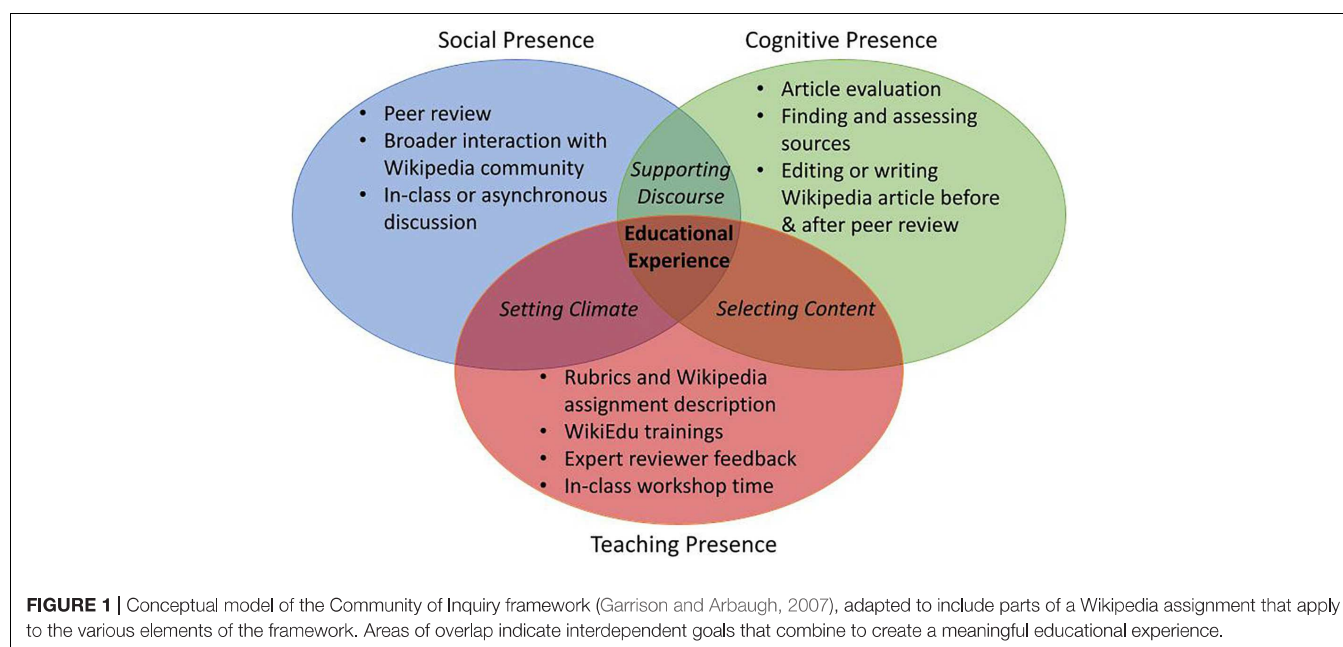 Social Presence
Cognitive Presence
• Peer review
• Broader interaction with
Wikipedia community
• In-class or asynchronous
discussion
Supporting
Discourse
• Article evaluation
• Finding and assessing
sources
• Editing or writing
Wikipedia article before
& after peer review
Educational
Experience
Setting Climate
Selecting Content
• Rubrics and Wikipedia
assignment description
• WikiEdu trainings
• Expert reviewer feedback
• In-class workshop time
Teaching Presence
FIGURE 1 | Conceptual model of the Community of Inquiry framework (Garrison and Arbaugh, 2007), adapted to include parts of a Wikipedia assignment that apply
to the various elements of the framework. Areas of overlap indicate interdependent goals that combine to create a meaningful educational experience.